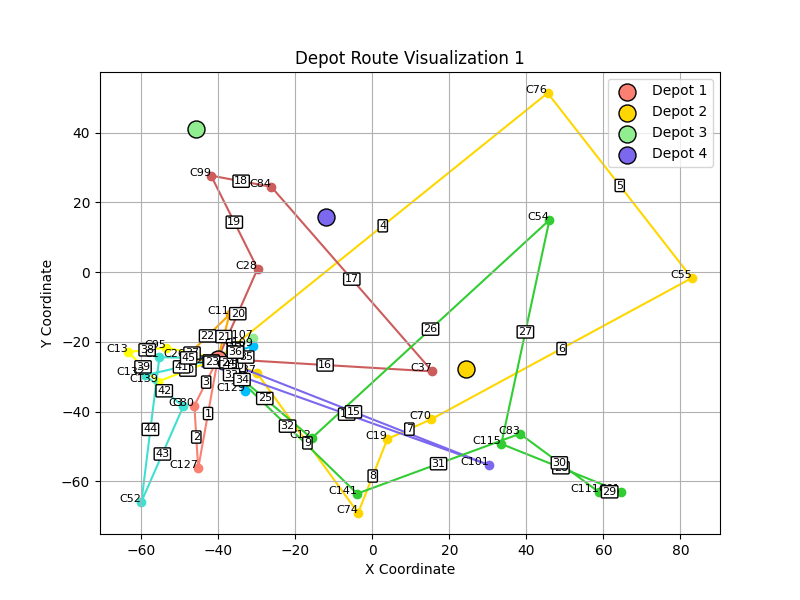 Depot Route Visualization 1
Depot 1
Depot 2
Depot 3
Depot 4
Y Coordinate
40
20
0
−20
−40
−60
−60
−40
−20
0
20
40
60
80
X Coordinate
C76
C99
C84
C54
C28
C55
C11
C13
C95
C139
C37
C80
C129
C70
C19
C12
C83
C115
C127
C101
C141
C111
C52
C74
18
5
19
4
17
20
22
21
26
27
6
38
39
45
23
36
16
3
34
42
1
25
15
32
7
44
2
9
43
31
30
8
29